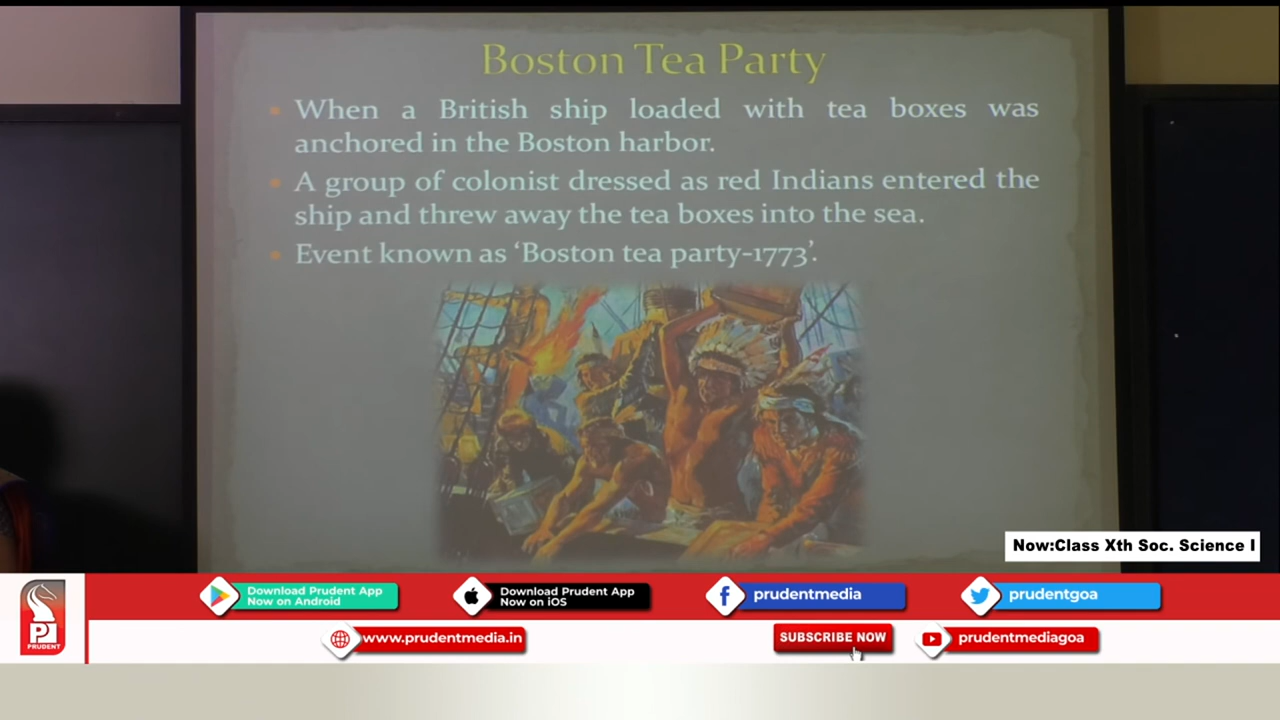 Boston Tea Party
When a British ship loaded with tea boxes was
anchored in the Boston harbor.
A group of colonist dressed as red Indians entered the
ship and threw away the tea boxes into the sea.
Event known as ‘Boston tea party-1773’.
Now:Class Xth Soc. Science I
Download Prudent App
Now on Android
Download Prudent App
Now on iOS
prudentmedia
prudentgoa
PRUDENT
www.prudentmedia.in
SUBSCRIBE NOW
prudentmediagoa